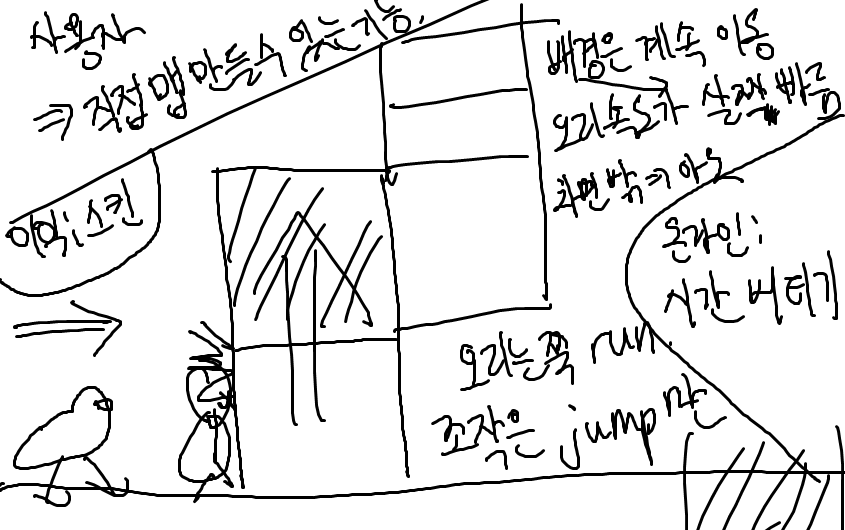 사용자
⇒ 직접 맵 만들수 있는기능.
이익: 스킨
배경은 계속 이동
오리속도가 살짝 빠름
화면 밖 ⇒ 아웃
온라인:
시간 버티기
오리는 쭉 run.
조작은 jump만